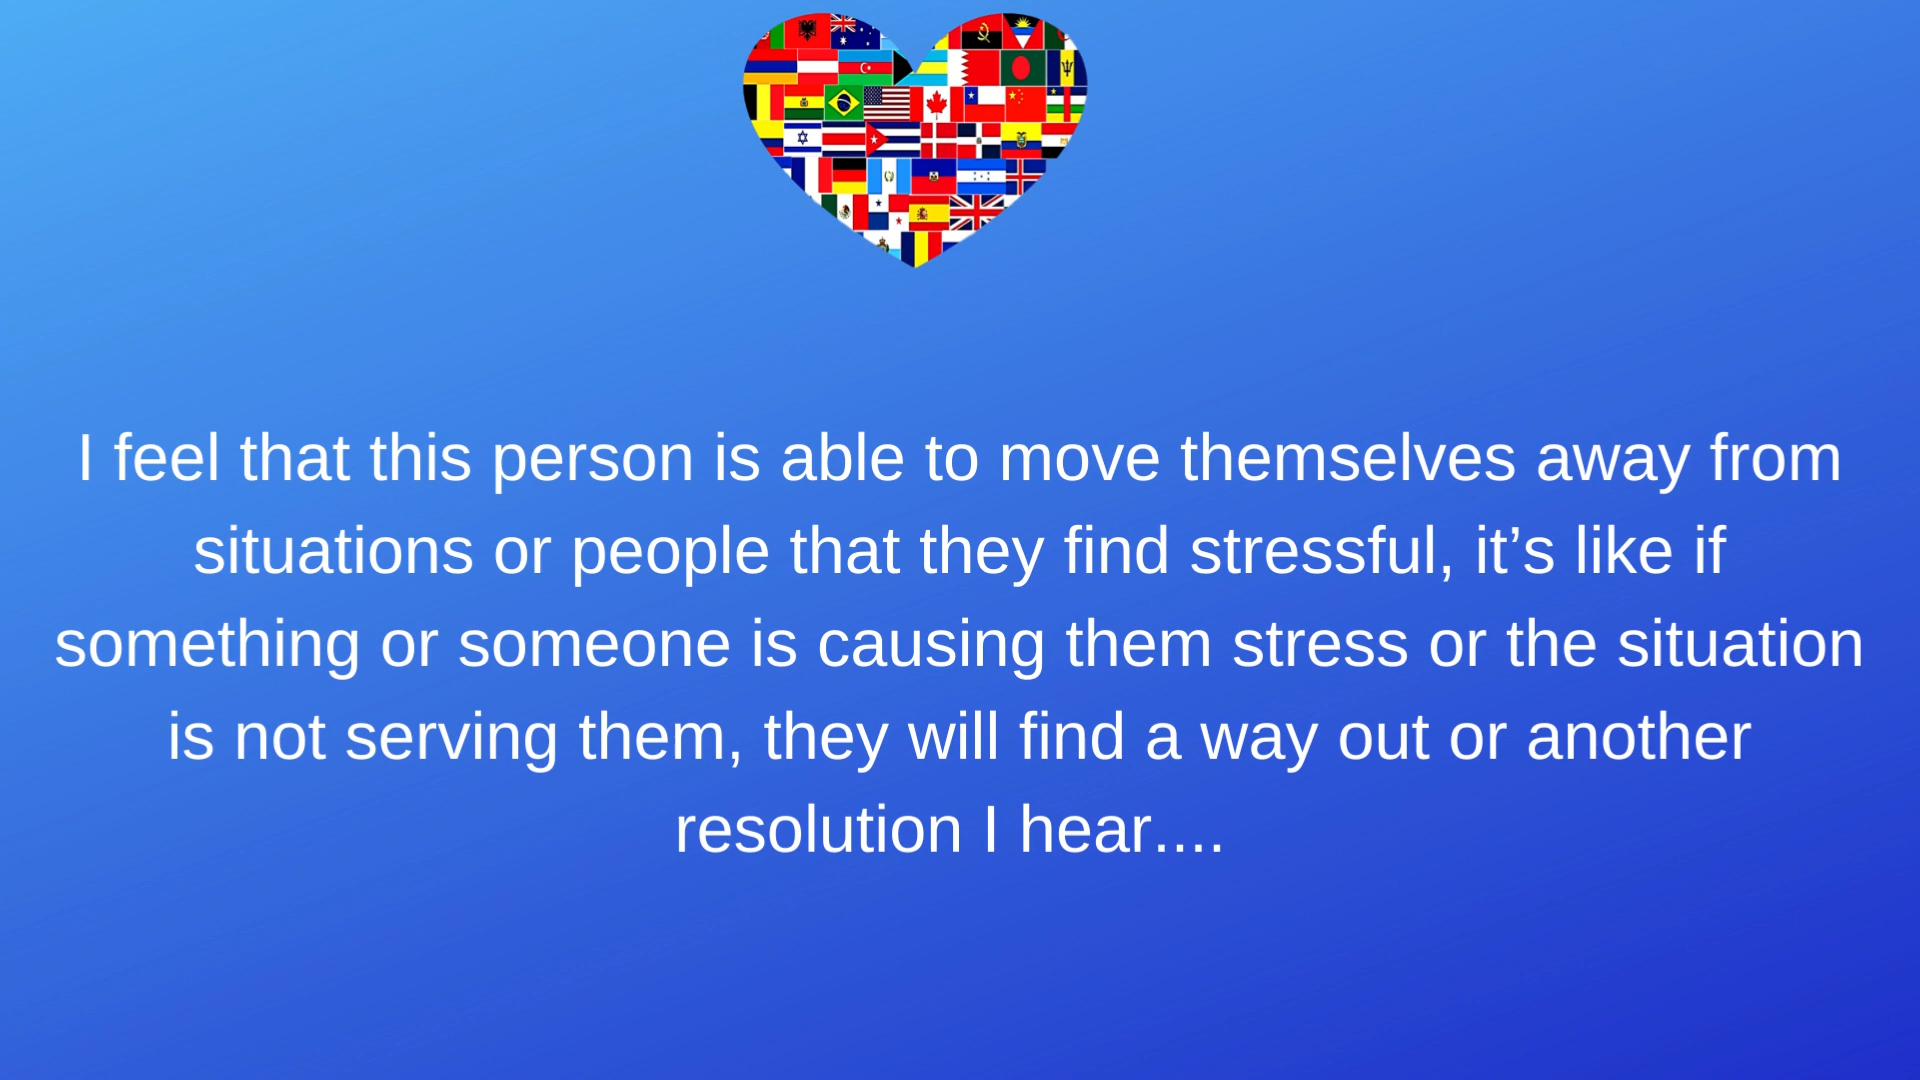 I feel that this person is able to move themselves away from
situations or people that they find stressful, it’s like if
something or someone is causing them stress or the situation
is not serving them, they will find a way out or another
resolution I hear....